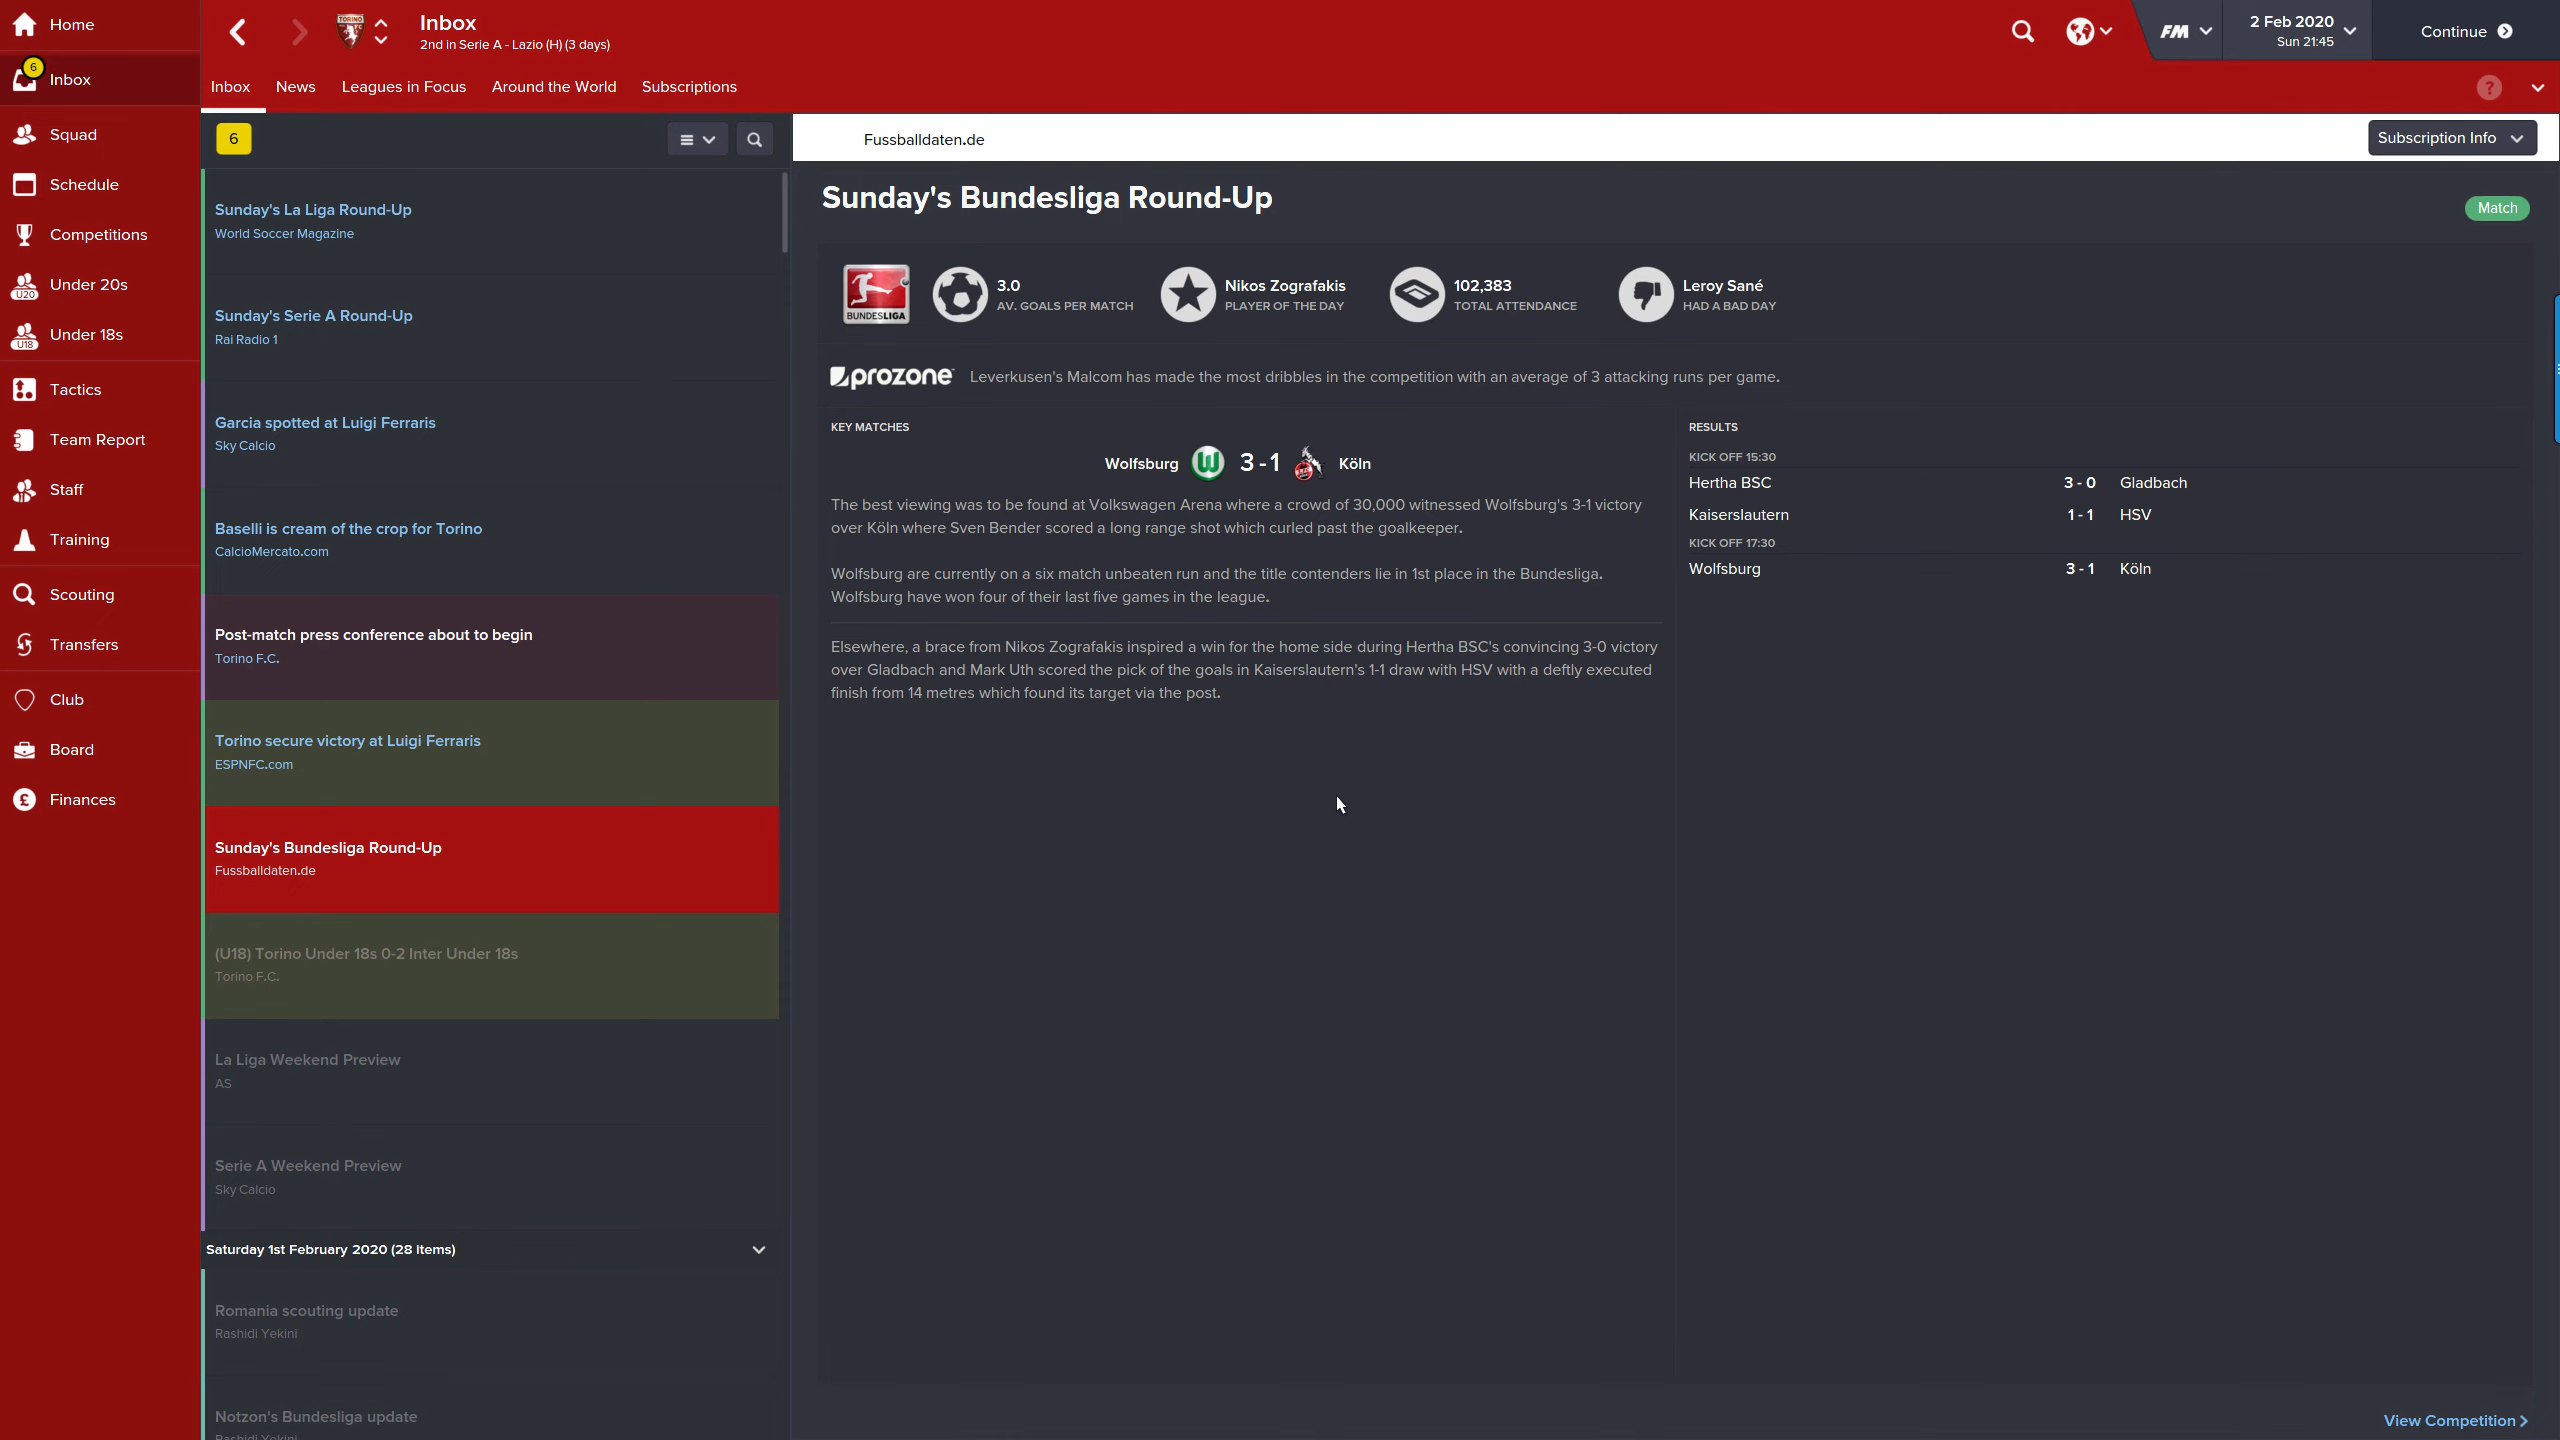 Home
6
Inbox
Squad
Schedule
Competitions
U20
Under 20s
U18
Under 18s
Tactics
Team Report
Staff
Training
Scouting
Transfers
Club
Board
Finances
TORINO FC
Inbox
2nd in Serie A - Lazio (H) (3 days)
FM
2 Feb 2020
Sun 21:45
Continue
Inbox
News
Leagues in Focus
Around the World
Subscriptions
?
6
Sunday's La Liga Round-Up
World Soccer Magazine
Sunday's Serie A Round-Up
Rai Radio 1
Garcia spotted at Luigi Ferraris
Sky Calcio
Baselli is cream of the crop for Torino
CalcioMercato.com
Post-match press conference about to begin
Torino F.C.
Torino secure victory at Luigi Ferraris
ESPNFC.com
Sunday's Bundesliga Round-Up
Fussballdaten.de
(U18) Torino Under 18s 0-2 Inter Under 18s
Torino F.C.
La Liga Weekend Preview
AS
Serie A Weekend Preview
Sky Calcio
Saturday 1st February 2020 (28 items)
Romania scouting update
Rashidi Yekini
Notzon's Bundesliga update
Rashidi Yekini
Fussballdaten.de
Subscription Info
Sunday's Bundesliga Round-Up
Match
BUNDESLIGA
3.0
AV. GOALS PER MATCH
Nikos Zografakis
PLAYER OF THE DAY
102,383
TOTAL ATTENDANCE
Leroy Sané
HAD A BAD DAY
prozone
Leverkusen's Malcom has made the most dribbles in the competition with an average of 3 attacking runs per game.
KEY MATCHES
Wolfsburg 3 - 1 Köln
The best viewing was to be found at Volkswagen Arena where a crowd of 30,000 witnessed Wolfsburg's 3-1 victory
over Köln where Sven Bender scored a long range shot which curled past the goalkeeper.
Wolfsburg are currently on a six match unbeaten run and the title contenders lie in 1st place in the Bundesliga.
Wolfsburg have won four of their last five games in the league.
Elsewhere, a brace from Nikos Zografakis inspired a win for the home side during Hertha BSC's convincing 3-0 victory
over Gladbach and Mark Uth scored the pick of the goals in Kaiserslautern's 1-1 draw with HSV with a deftly executed
finish from 14 metres which found its target via the post.
RESULTS
KICK OFF 15:30
Hertha BSC 3 - 0 Gladbach
Kaiserslautern 1 - 1 HSV
KICK OFF 17:30
Wolfsburg 3 - 1 Köln
View Competition